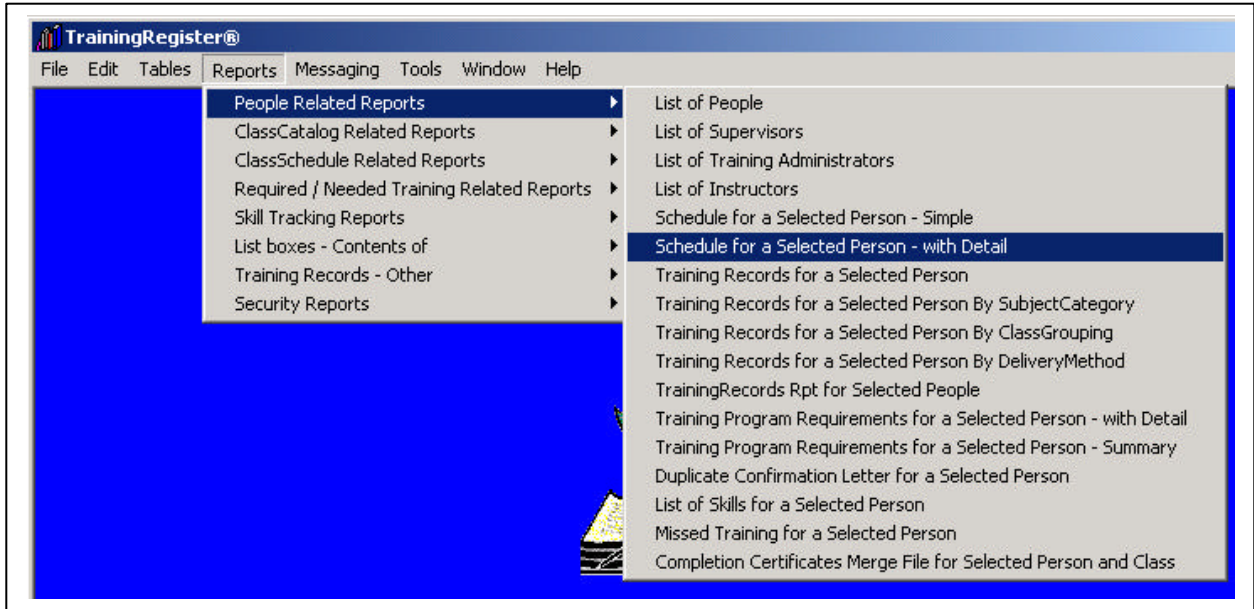 TrainingRegister®
File Edit Tables Reports Messaging Tools Window Help
People Related Reports
ClassCatalog Related Reports
ClassSchedule Related Reports
Required / Needed Training Related Reports
Skill Tracking Reports
List boxes - Contents of
Training Records - Other
Security Reports
List of People
List of Supervisors
List of Training Administrators
List of Instructors
Schedule for a Selected Person - Simple
Schedule for a Selected Person - with Detail
Training Records for a Selected Person
Training Records for a Selected Person By SubjectCategory
Training Records for a Selected Person By ClassGrouping
Training Records for a Selected Person By DeliveryMethod
TrainingRecords Rpt for Selected People
Training Program Requirements for a Selected Person - with Detail
Training Program Requirements for a Selected Person - Summary
Duplicate Confirmation Letter for a Selected Person
List of Skills for a Selected Person
Missed Training for a Selected Person
Completion Certificates Merge File for Selected Person and Class